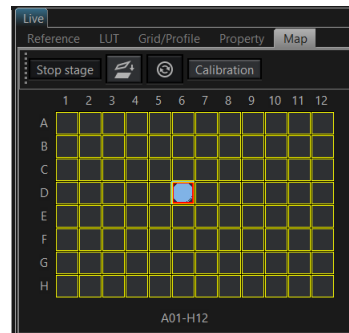 Live
Reference LUT Grid/Profile Property Map
Stop stage Calibration
1 2 3 4 5 6 7 8 9 10 11 12
A
B
C
D
E
F
G
H
A01-H12